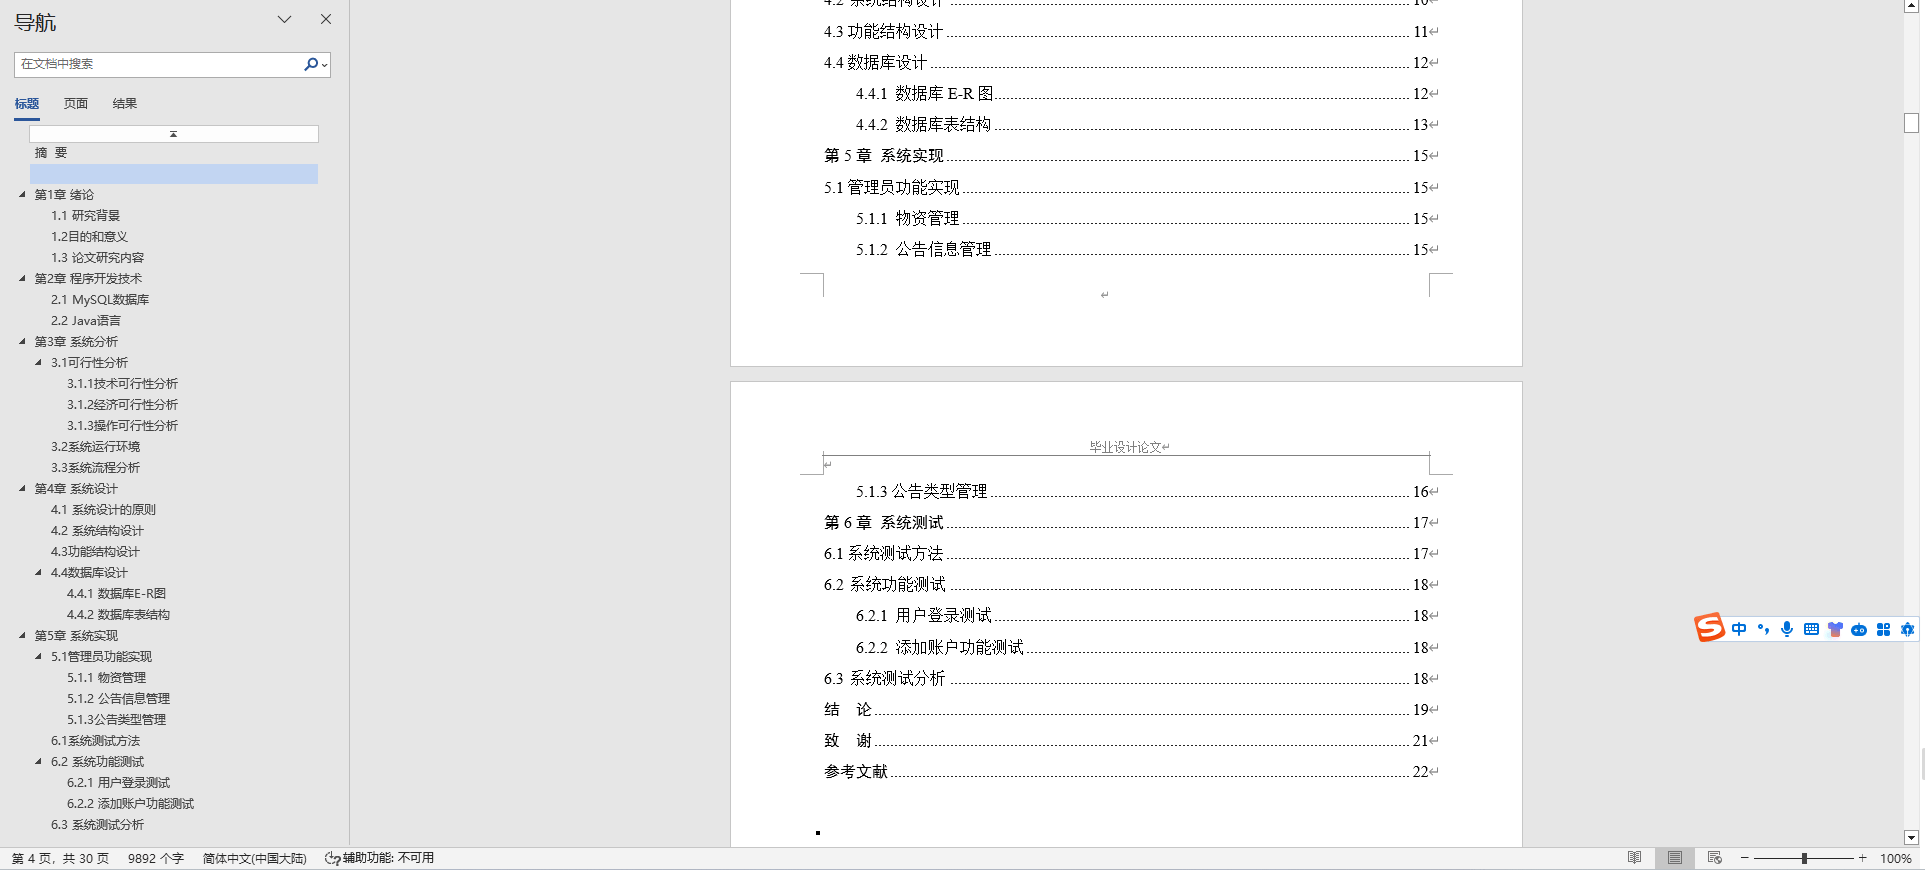 导航
在文档中搜索
标题 页面 结果
摘 要
第1章 绪论
1.1 研究背景
1.2目的和意义
1.3 论文研究内容
第2章 程序开发技术
2.1 MySQL数据库
2.2 Java语言
第3章 系统分析
3.1可行性分析
3.1.1技术可行性分析
3.1.2经济可行性分析
3.1.3操作可行性分析
3.2系统运行环境
3.3系统流程分析
第4章 系统设计
4.1 系统设计的原则
4.2 系统结构设计
4.3功能结构设计
4.4数据库设计
4.4.1 数据库E-R图
4.4.2 数据库表结构
第5章 系统实现
5.1管理员功能实现
5.1.1 物资管理
5.1.2 公告信息管理
5.1.3公告类型管理
6.1系统测试方法
6.2 系统功能测试
6.2.1 用户登录测试
6.2.2 添加账户功能测试
6.3 系统测试分析
4.2 系统结构设计 10
4.3 功能结构设计 11
4.4 数据库设计 12
4.4.1 数据库 E-R 图 12
4.4.2 数据库表结构 13
第 5 章 系统实现 15
5.1 管理员功能实现 15
5.1.1 物资管理 15
5.1.2 公告信息管理 15
毕业设计论文
5.1.3 公告类型管理 16
第 6 章 系统测试 17
6.1 系统测试方法 17
6.2 系统功能测试 18
6.2.1 用户登录测试 18
6.2.2 添加账户功能测试 18
6.3 系统测试分析 18
结 论 19
致 谢 21
参考文献 22
中
第 4 页，共 30 页 9892 个字 简体中文(中国大陆) 辅助功能: 不可用 100%